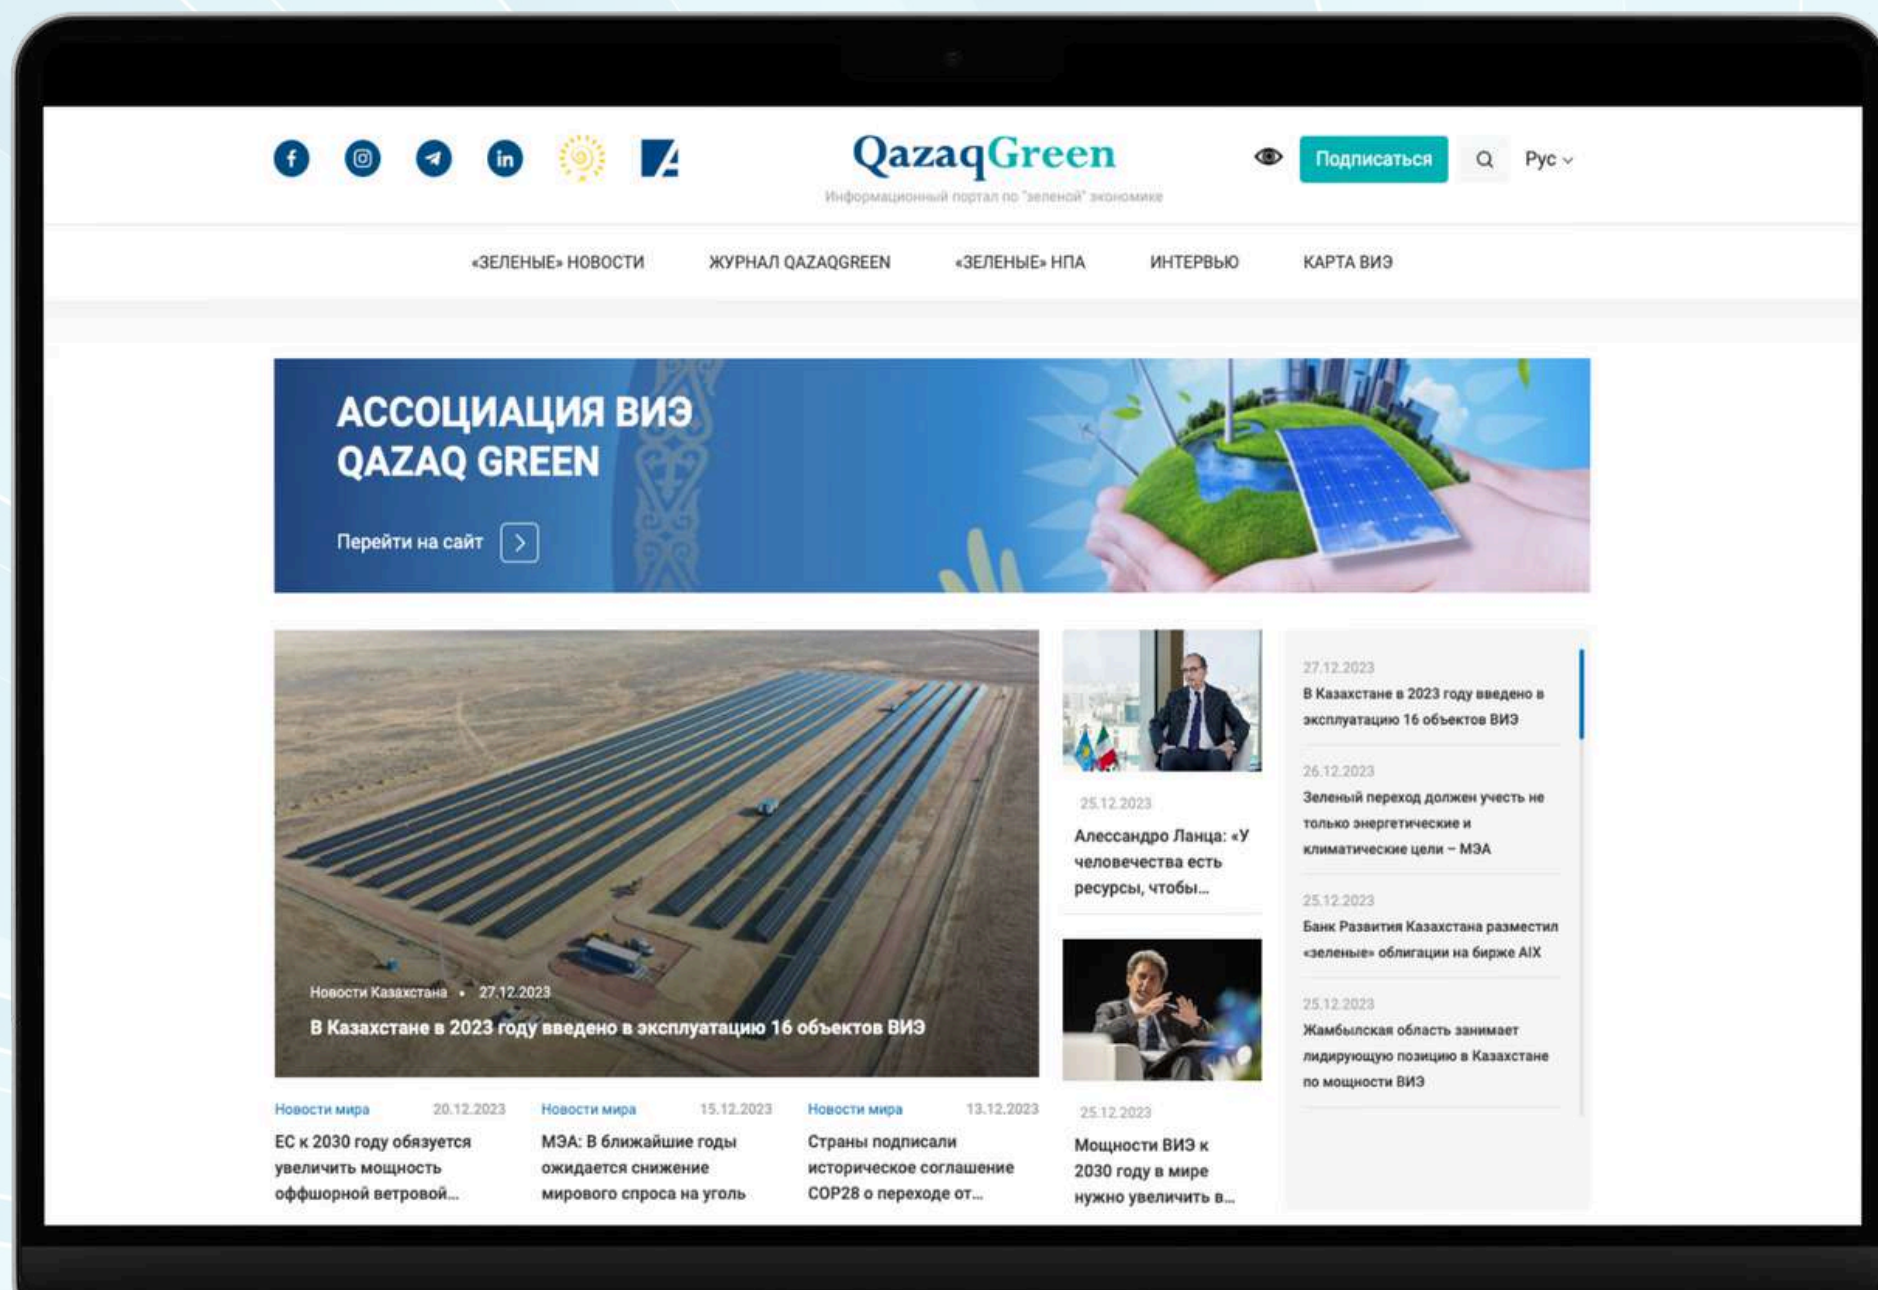 QazaqGreen
Информационный портал по "зеленой" экономике
Подписаться
Рус
«ЗЕЛЕНЫЕ» НОВОСТИ
ЖУРНАЛ QAZAQGREEN
«ЗЕЛЕНЫЕ» НПА
ИНТЕРВЬЮ
КАРТА ВИЭ
АССОЦИАЦИЯ ВИЭ
QAZAQ GREEN
Перейти на сайт
Новости Казахстана • 27.12.2023
В Казахстане в 2023 году введено в эксплуатацию 16 объектов ВИЭ
Новости мира 20.12.2023
ЕС к 2030 году обязуется
увеличить мощность
оффшорной ветровой...
Новости мира 15.12.2023
МЭА: В ближайшие годы
ожидается снижение
мирового спроса на уголь
Новости мира 13.12.2023
Страны подписали
историческое соглашение
COP28 о переходе от...
25.12.2023
Алессандро Ланца: «У
человечества есть
ресурсы, чтобы...
25.12.2023
Мощности ВИЭ к
2030 году в мире
нужно увеличить в...
27.12.2023
В Казахстане в 2023 году введено в
эксплуатацию 16 объектов ВИЭ
26.12.2023
Зеленый переход должен учесть не
только энергетические и
климатические цели – МЭА
25.12.2023
Банк Развития Казахстана разместил
«зеленые» облигации на бирже AIX
25.12.2023
Жамбылская область занимает
лидирующую позицию в Казахстане
по мощности ВИЭ